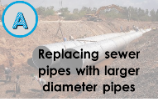 A
Replacing sewer
pipes with larger
diameter pipes